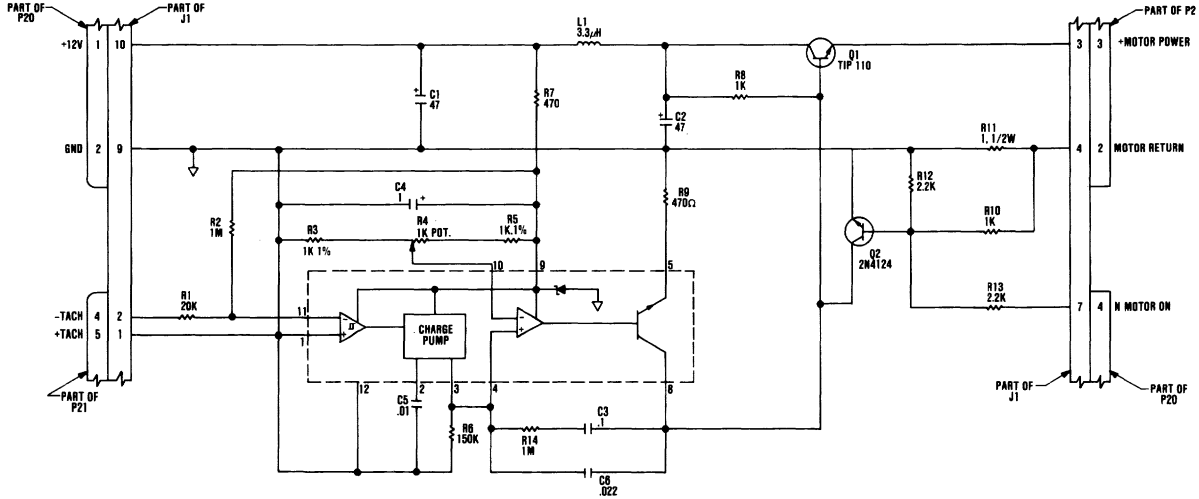 PART OF
P20
PART OF
J1
+12V
1
10
GND
2
9
-TACH
4
2
+TACH
5
1
PART OF
P21
L1
3.3μH
C1
+
47
R7
470
C2
+
47
R8
1K
Q1
TIP 110
3
3
+MOTOR POWER
PART OF P2
R11
1, 1/2W
4
2
MOTOR RETURN
R12
2.2K
R10
1K
Q2
2N4124
R13
2.2K
7
4
N MOTOR ON
PART OF
J1
PART OF
P20
R9
470Ω
C4
1
+
R2
1M
R3
1K 1%
R4
1K POT.
R5
1K.1%
10
9
5
R1
20K
11
1
-
+
CHARGE
PUMP
-
+
12
2
3
4
8
C5
.01
R6
150K
R14
1M
C3
.1
C6
.022